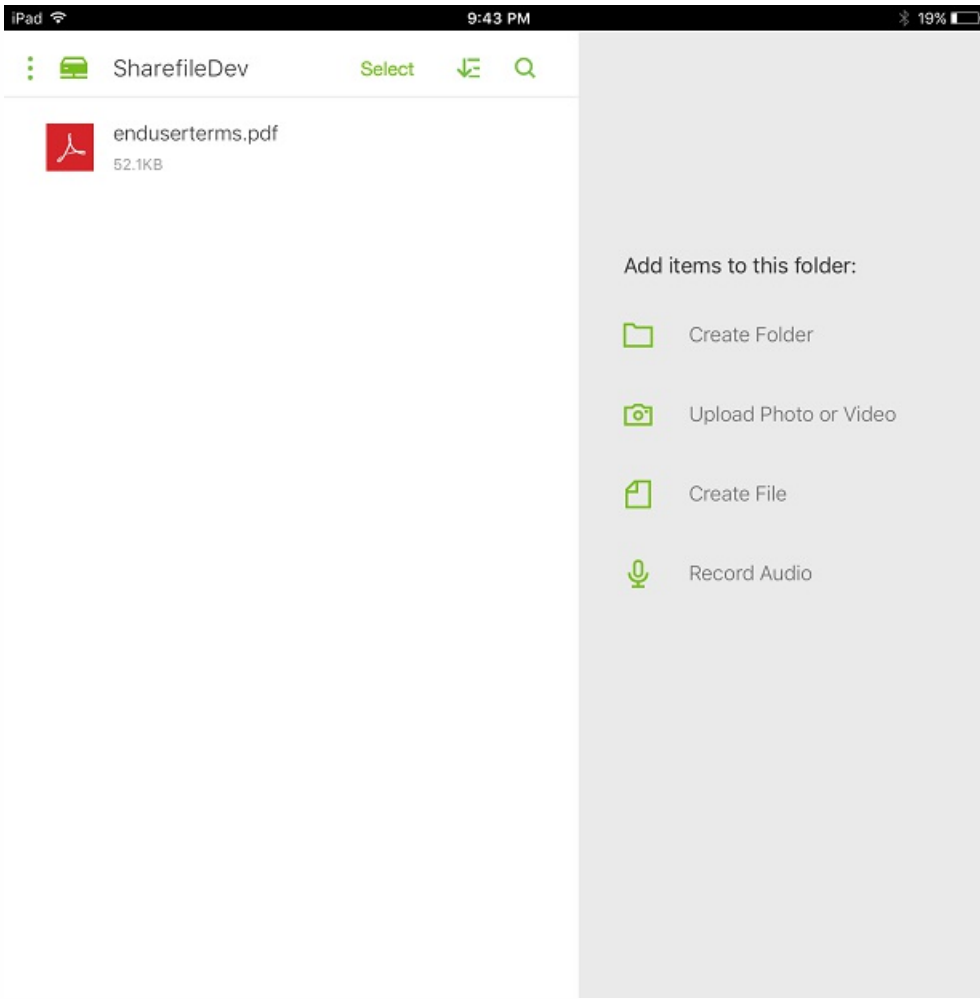 iPad 9:43 PM 19%
SharefileDev Select
enduserterms.pdf
52.1KB
Add items to this folder:
Create Folder
Upload Photo or Video
Create File
Record Audio